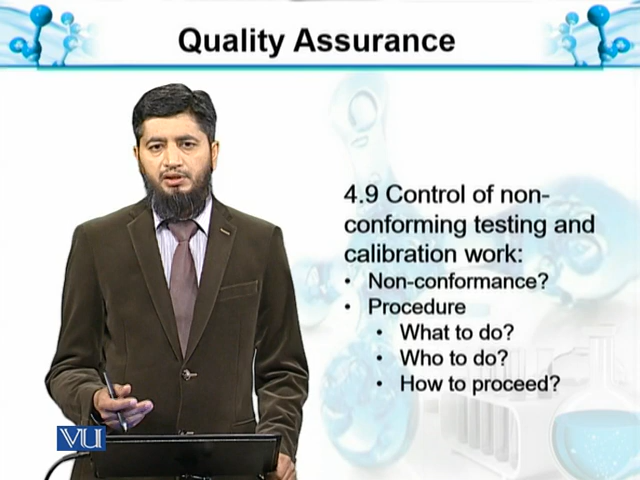 Quality Assurance
4.9 Control of non-
conforming testing and
calibration work:
• Non-conformance?
• Procedure
• What to do?
• Who to do?
• How to proceed?
VU